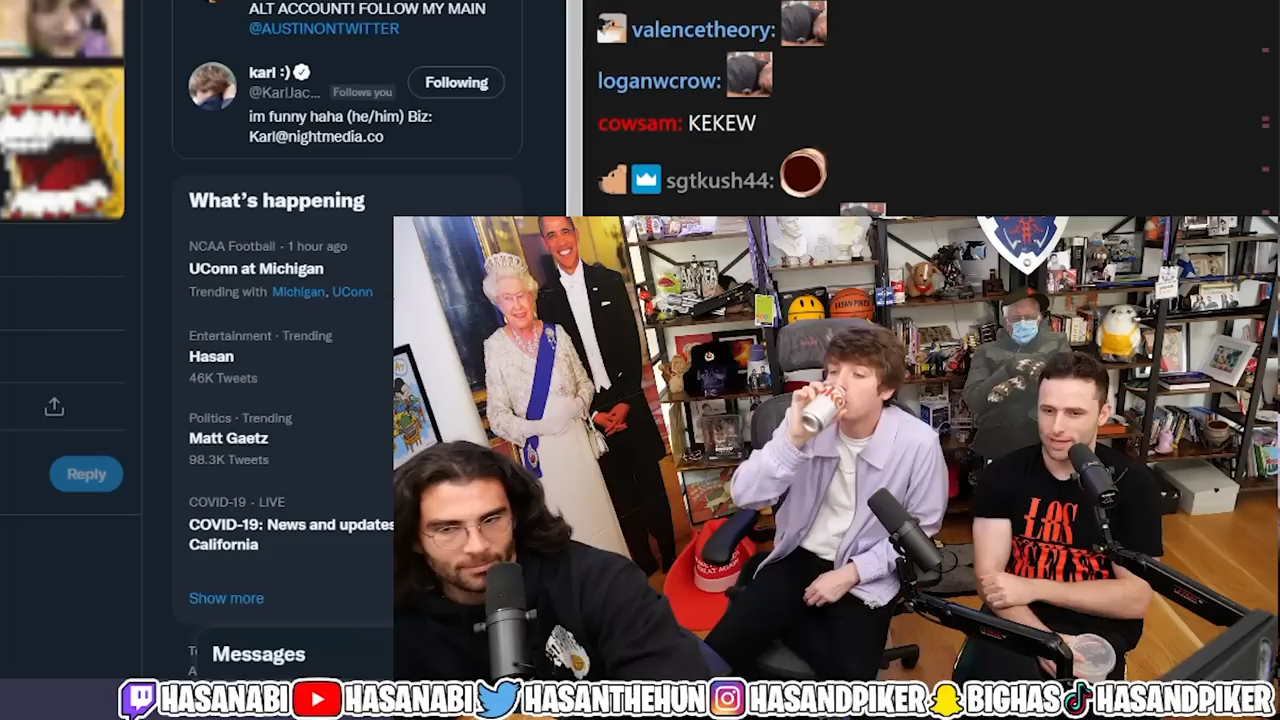 ALT ACCOUNT! FOLLOW MY MAIN
@AUSTINONTWITTER
karl :)
@KarlJac... Follows you
Following
im funny haha (he/him) Biz:
Karl@nightmedia.co
What's happening
NCAA Football · 1 hour ago
UConn at Michigan
Trending with Michigan, UConn
Entertainment · Trending
Hasan
46K Tweets
Politics · Trending
Matt Gaetz
98.3K Tweets
COVID-19 · LIVE
COVID-19: News and updates
California
Show more
Messages
Reply
valencetheory:
loganwcrow:
cowsam: KEKEW
sgtkush44:
HASAN PIKER
LOS
HASANABI HASANABI HASANTHEHUN HASANDPIKER BIGHAS HASANDPIKER